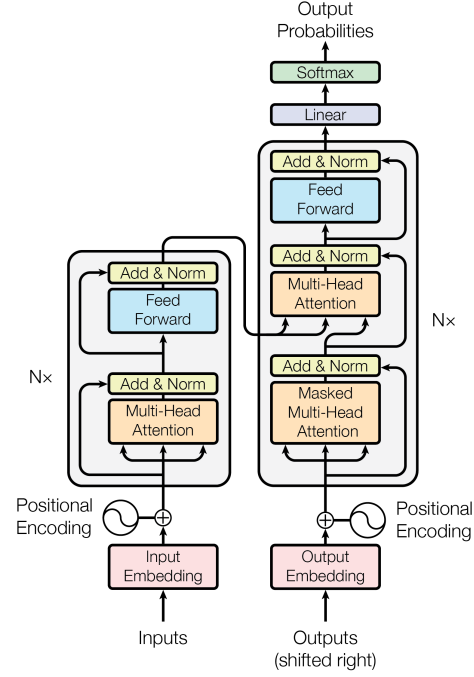 Output
Probabilities
Softmax
Linear
Add & Norm
Feed
Forward
Add & Norm
Multi-Head
Attention
Add & Norm
Masked
Multi-Head
Attention
N×
Add & Norm
Feed
Forward
Add & Norm
Multi-Head
Attention
N×
Positional
Encoding
Positional
Encoding
Input
Embedding
Output
Embedding
Inputs
Outputs
(shifted right)